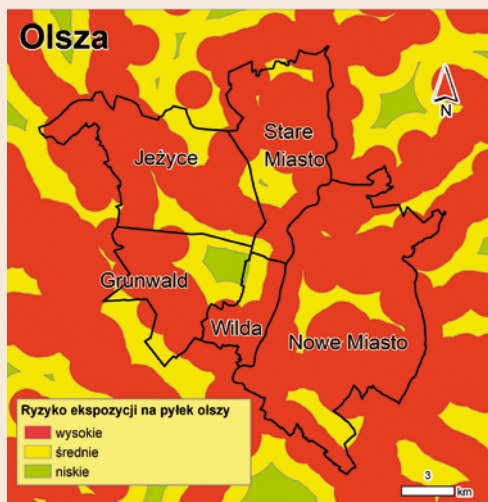 Olsza
N
Stare
Miasto
Jeżyce
Grunwald
Wilda
Nowe Miasto
Ryzyko ekspozycji na pyłek olszy
wysokie
średnie
niskie
3
km